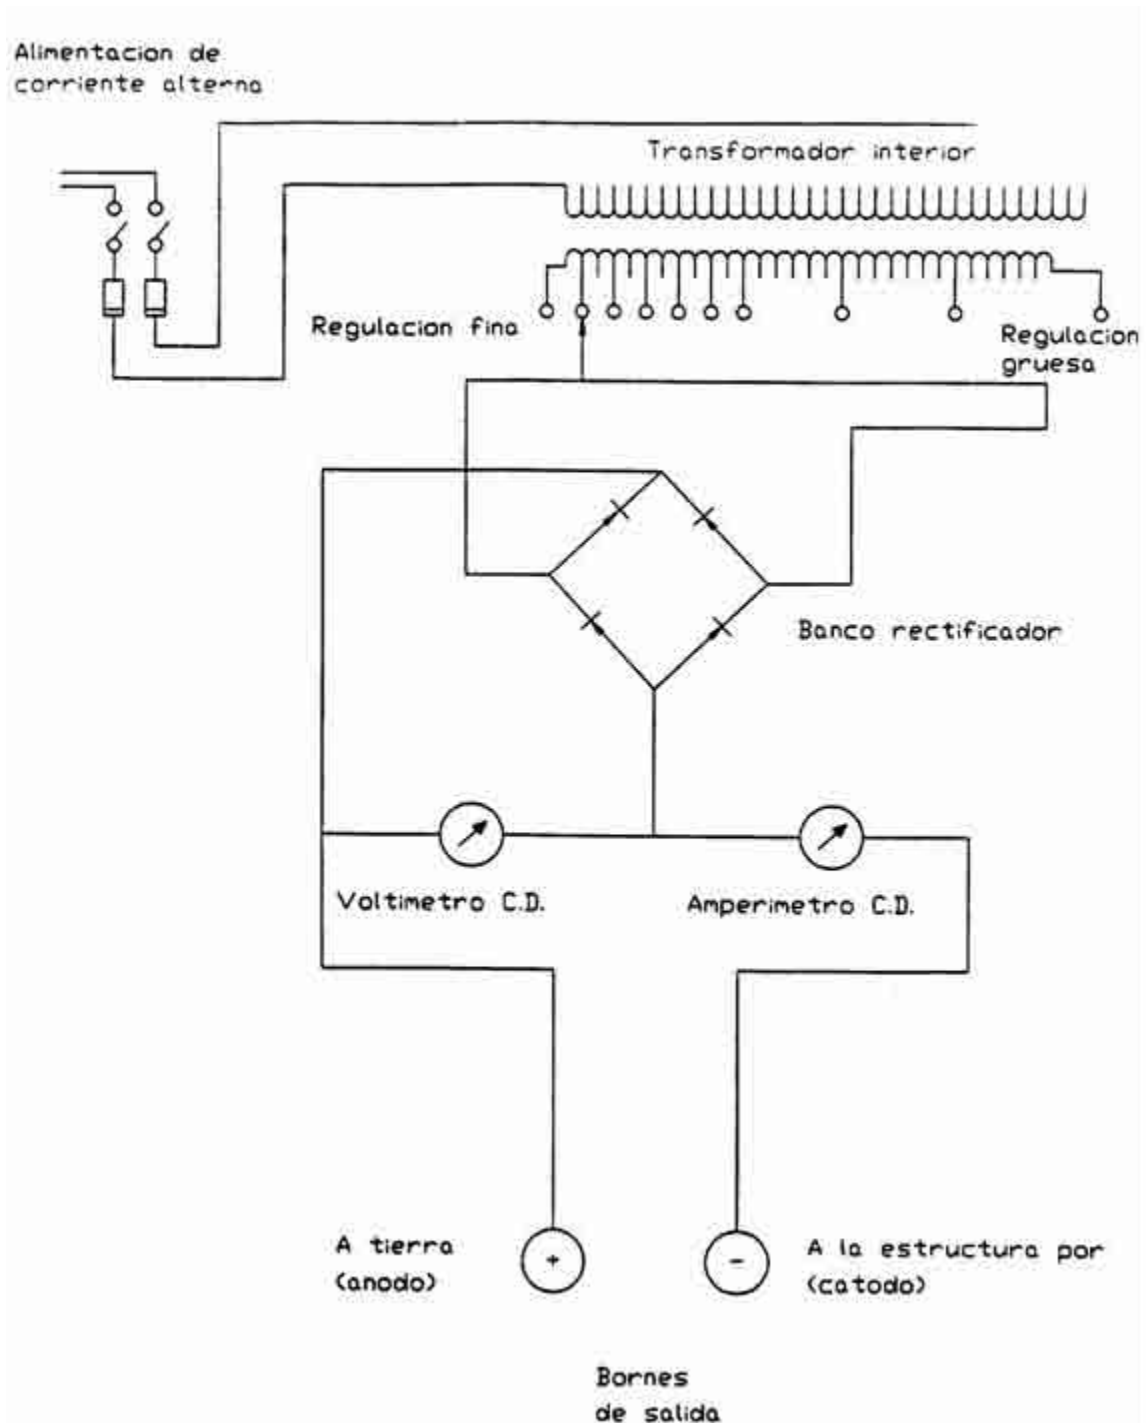 Alimentacion de
corriente alterna
Transformador interior
Regulacion fina
Regulacion
gruesa
Banco rectificador
Voltimetro C.D.
Amperimetro C.D.
A tierra
(anodo)
+
-
A la estructura por
(catodo)
Bornes
de salida